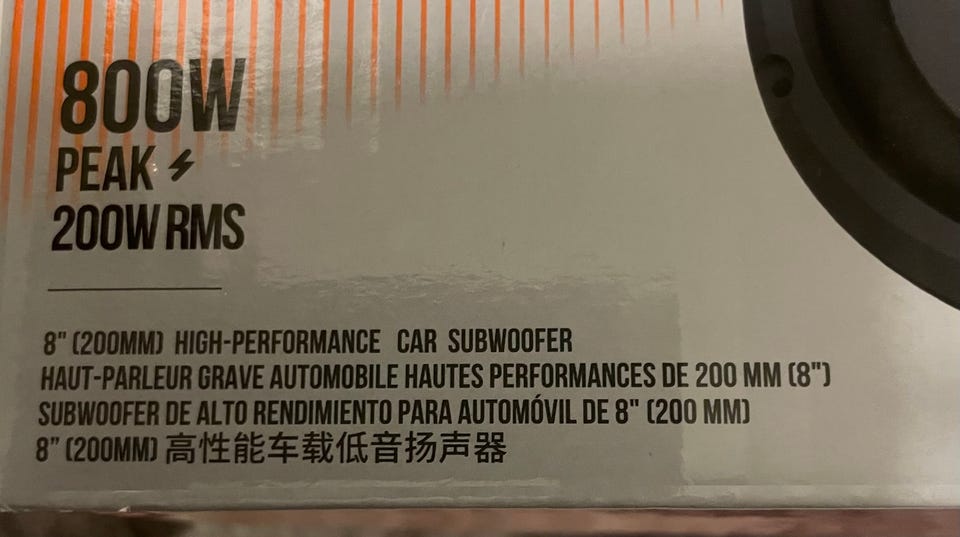 800W
PEAK
200W RMS
8" (200MM) HIGH-PERFORMANCE CAR SUBWOOFER
HAUT-PARLEUR GRAVE AUTOMOBILE HAUTES PERFORMANCES DE 200 MM (8")
SUBWOOFER DE ALTO RENDIMIENTO PARA AUTOMÓVIL DE 8" (200 MM)
8" (200MM) 高性能车载低音扬声器